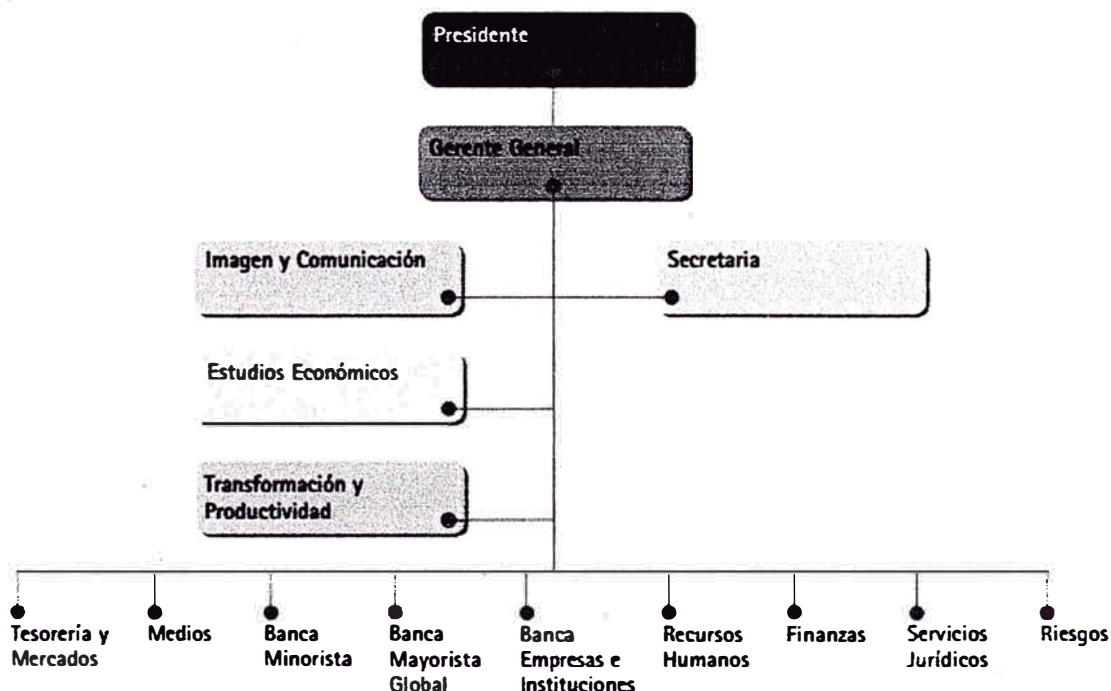 Presidente
Gerente General
Imagen y Comunicación
Secretaria
Estudios Económicos
Transformación y
Productividad
Tesorería y
Mercados
Medios
Banca
Minorista
Banca
Mayorista
Global
Banca
Empresas e
Instituciones
Recursos
Humanos
Finanzas
Servicios
Jurídicos
Riesgos